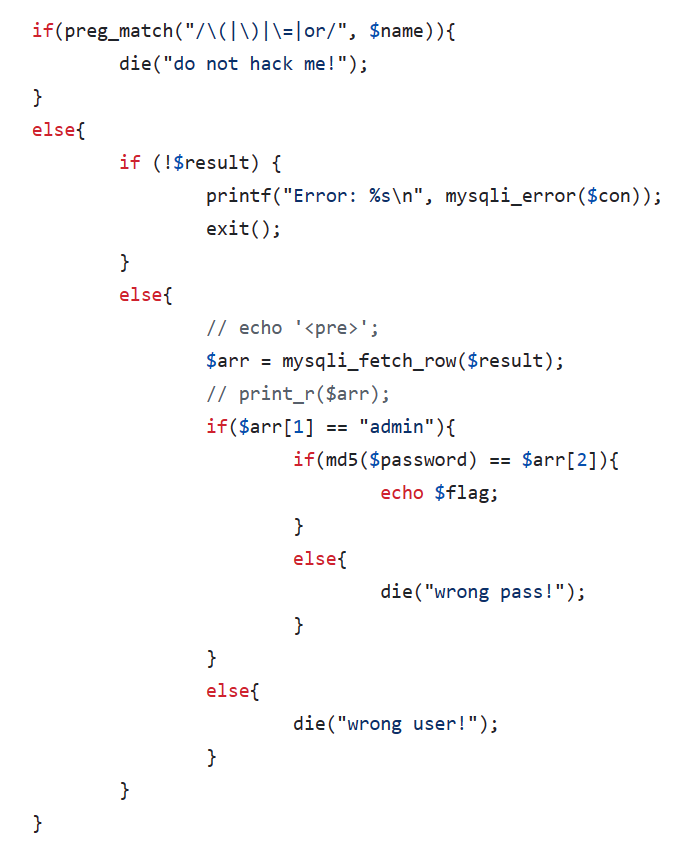 if(preg_match("/\(|\)|\=|or/", $name)){
        die("do not hack me!");
}
else{
        if (!$result) {
                printf("Error: %s\n", mysqli_error($con));
                exit();
        }
        else{
                // echo '<pre>';
                $arr = mysqli_fetch_row($result);
                // print_r($arr);
                if($arr[1] == "admin"){
                        if(md5($password) == $arr[2]){
                                echo $flag;
                        }
                        else{
                                die("wrong pass!");
                        }
                }
                else{
                        die("wrong user!");
                }
        }
}